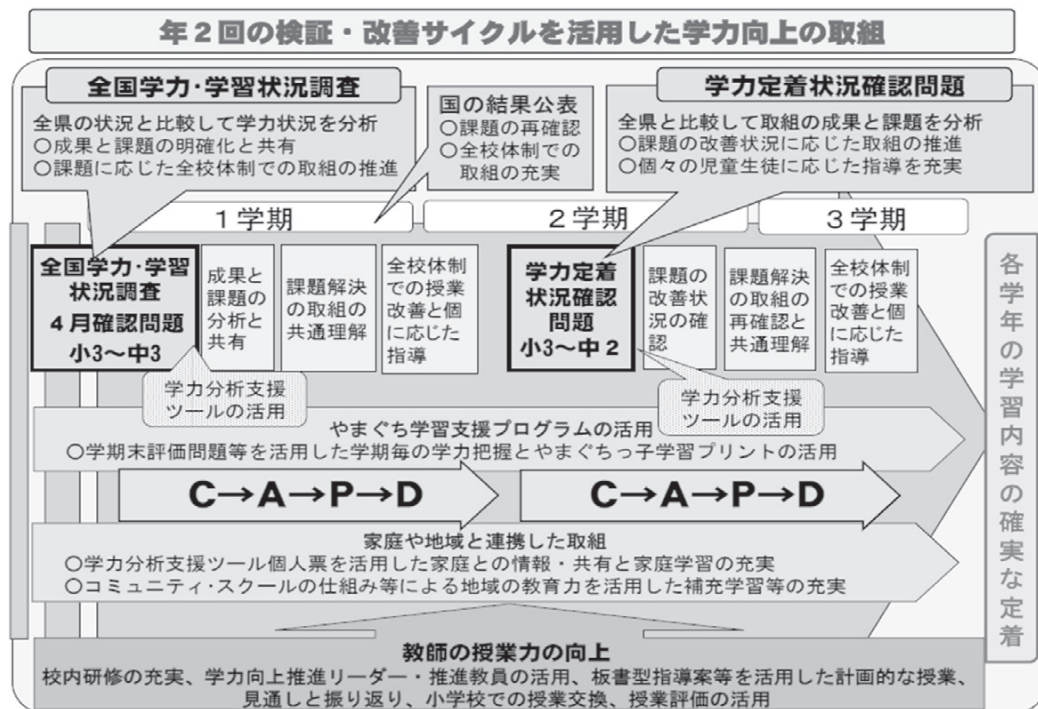 年２回の検証・改善サイクルを活用した学力向上の取組
全国学力・学習状況調査
全県の状況と比較して学力状況を分析
○成果と課題の明確化と共有
○課題に応じた全校体制での取組の推進
国の結果公表
○課題の再確認
○全校体制での
取組の充実
学力定着状況確認問題
全県と比較して取組の成果と課題を分析
○課題の改善状況に応じた取組の推進
○個々の児童生徒に応じた指導を充実
１学期
２学期
３学期
全国学力・学習
状況調査
４月確認問題
小3～中3
成果と
課題の
分析と
共有
課題解決
の取組の
共通理解
全校体制
での授業
改善と個
に応じた
指導
学力定着
状況確認
問題
小3～中２
課題の
改善状
況の確
認
課題解決
の取組の
再確認と
共通理解
全校体制
での授業
改善と個
に応じた
指導
学力分析支援
ツールの活用
学力分析支援
ツールの活用
やまぐち学習支援プログラムの活用
○学期末評価問題等を活用した学期毎の学力把握とやまぐちっ子学習プリントの活用
C→A→P→D
C→A→P→D
家庭や地域と連携した取組
○学力分析支援ツール個人票を活用した家庭との情報・共有と家庭学習の充実
○コミュニティ・スクールの仕組み等による地域の教育力を活用した補充学習等の充実
教師の授業力の向上
校内研修の充実、学力向上推進リーダー・推進教員の活用、板書型指導案等を活用した計画的な授業、
見通しと振り返り、小学校での授業交換、授業評価の活用
各学年の学習内容の確実な定着